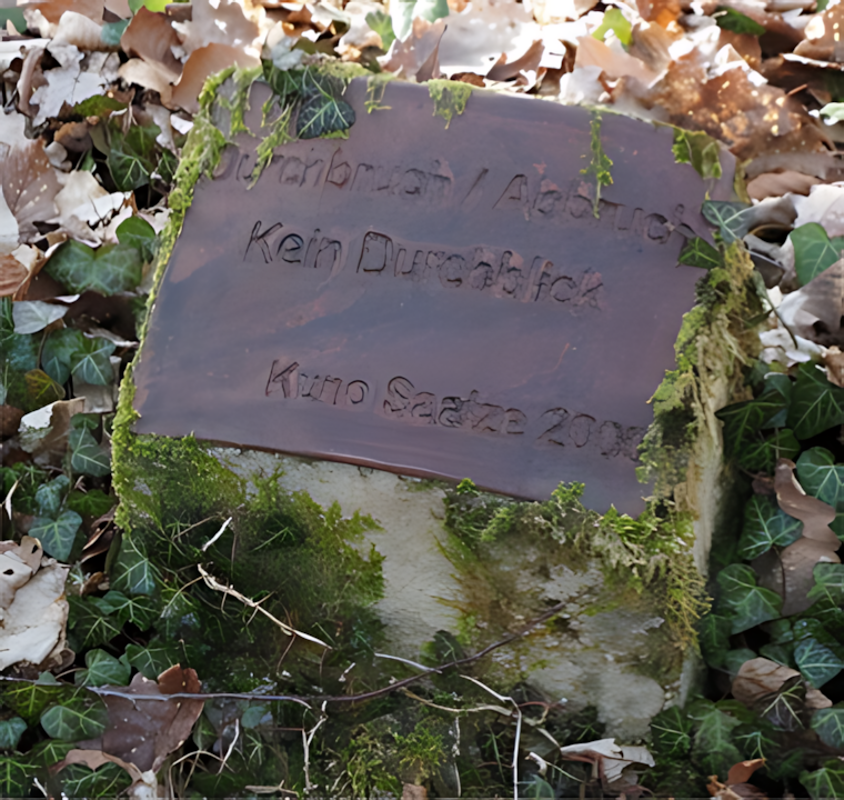 Durchbruch / Abbruch
Kein Durchblick
Kuno Saatze